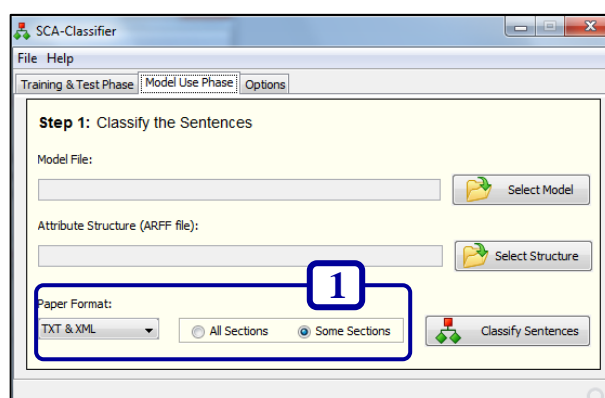 SCA-Classifier
File Help
Training & Test Phase Model Use Phase Options
Step 1: Classify the Sentences
Model File:
Select Model
Attribute Structure (ARFF file):
Select Structure
1
Paper Format:
TXT & XML All Sections Some Sections Classify Sentences